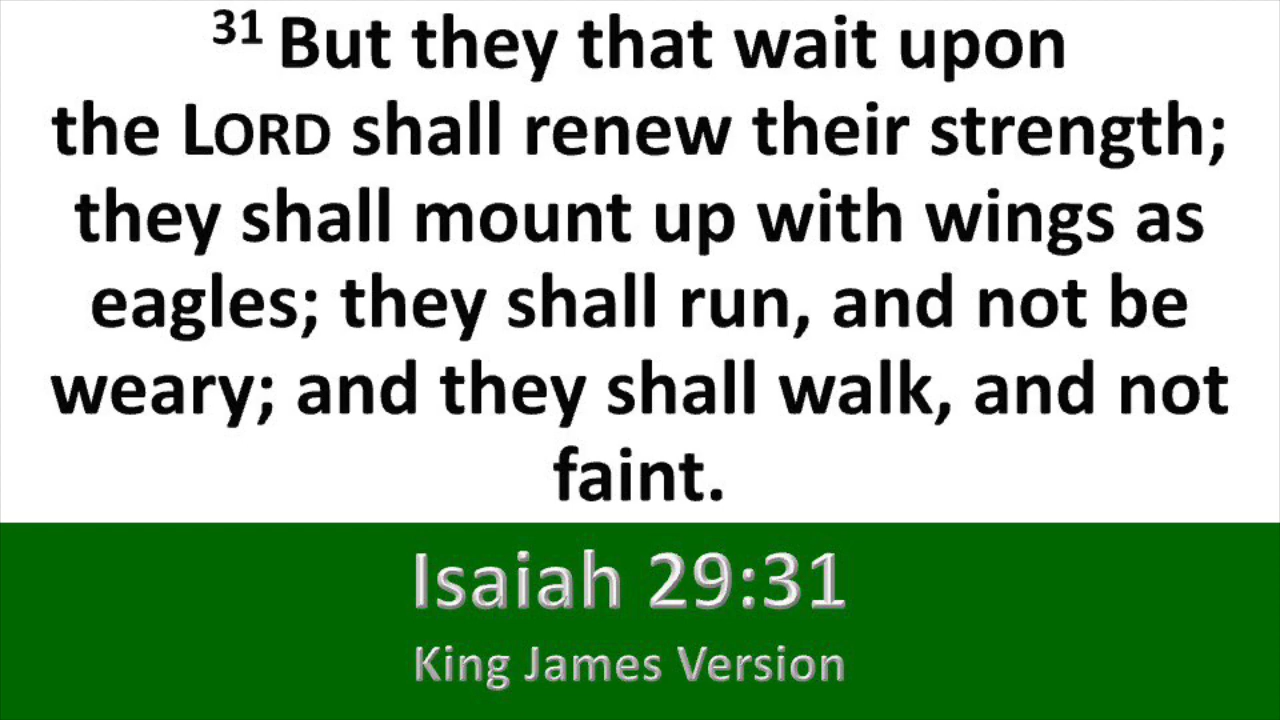 31 But they that wait upon
the LORD shall renew their strength;
they shall mount up with wings as
eagles; they shall run, and not be
weary; and they shall walk, and not
faint.
Isaiah 29:31
King James Version